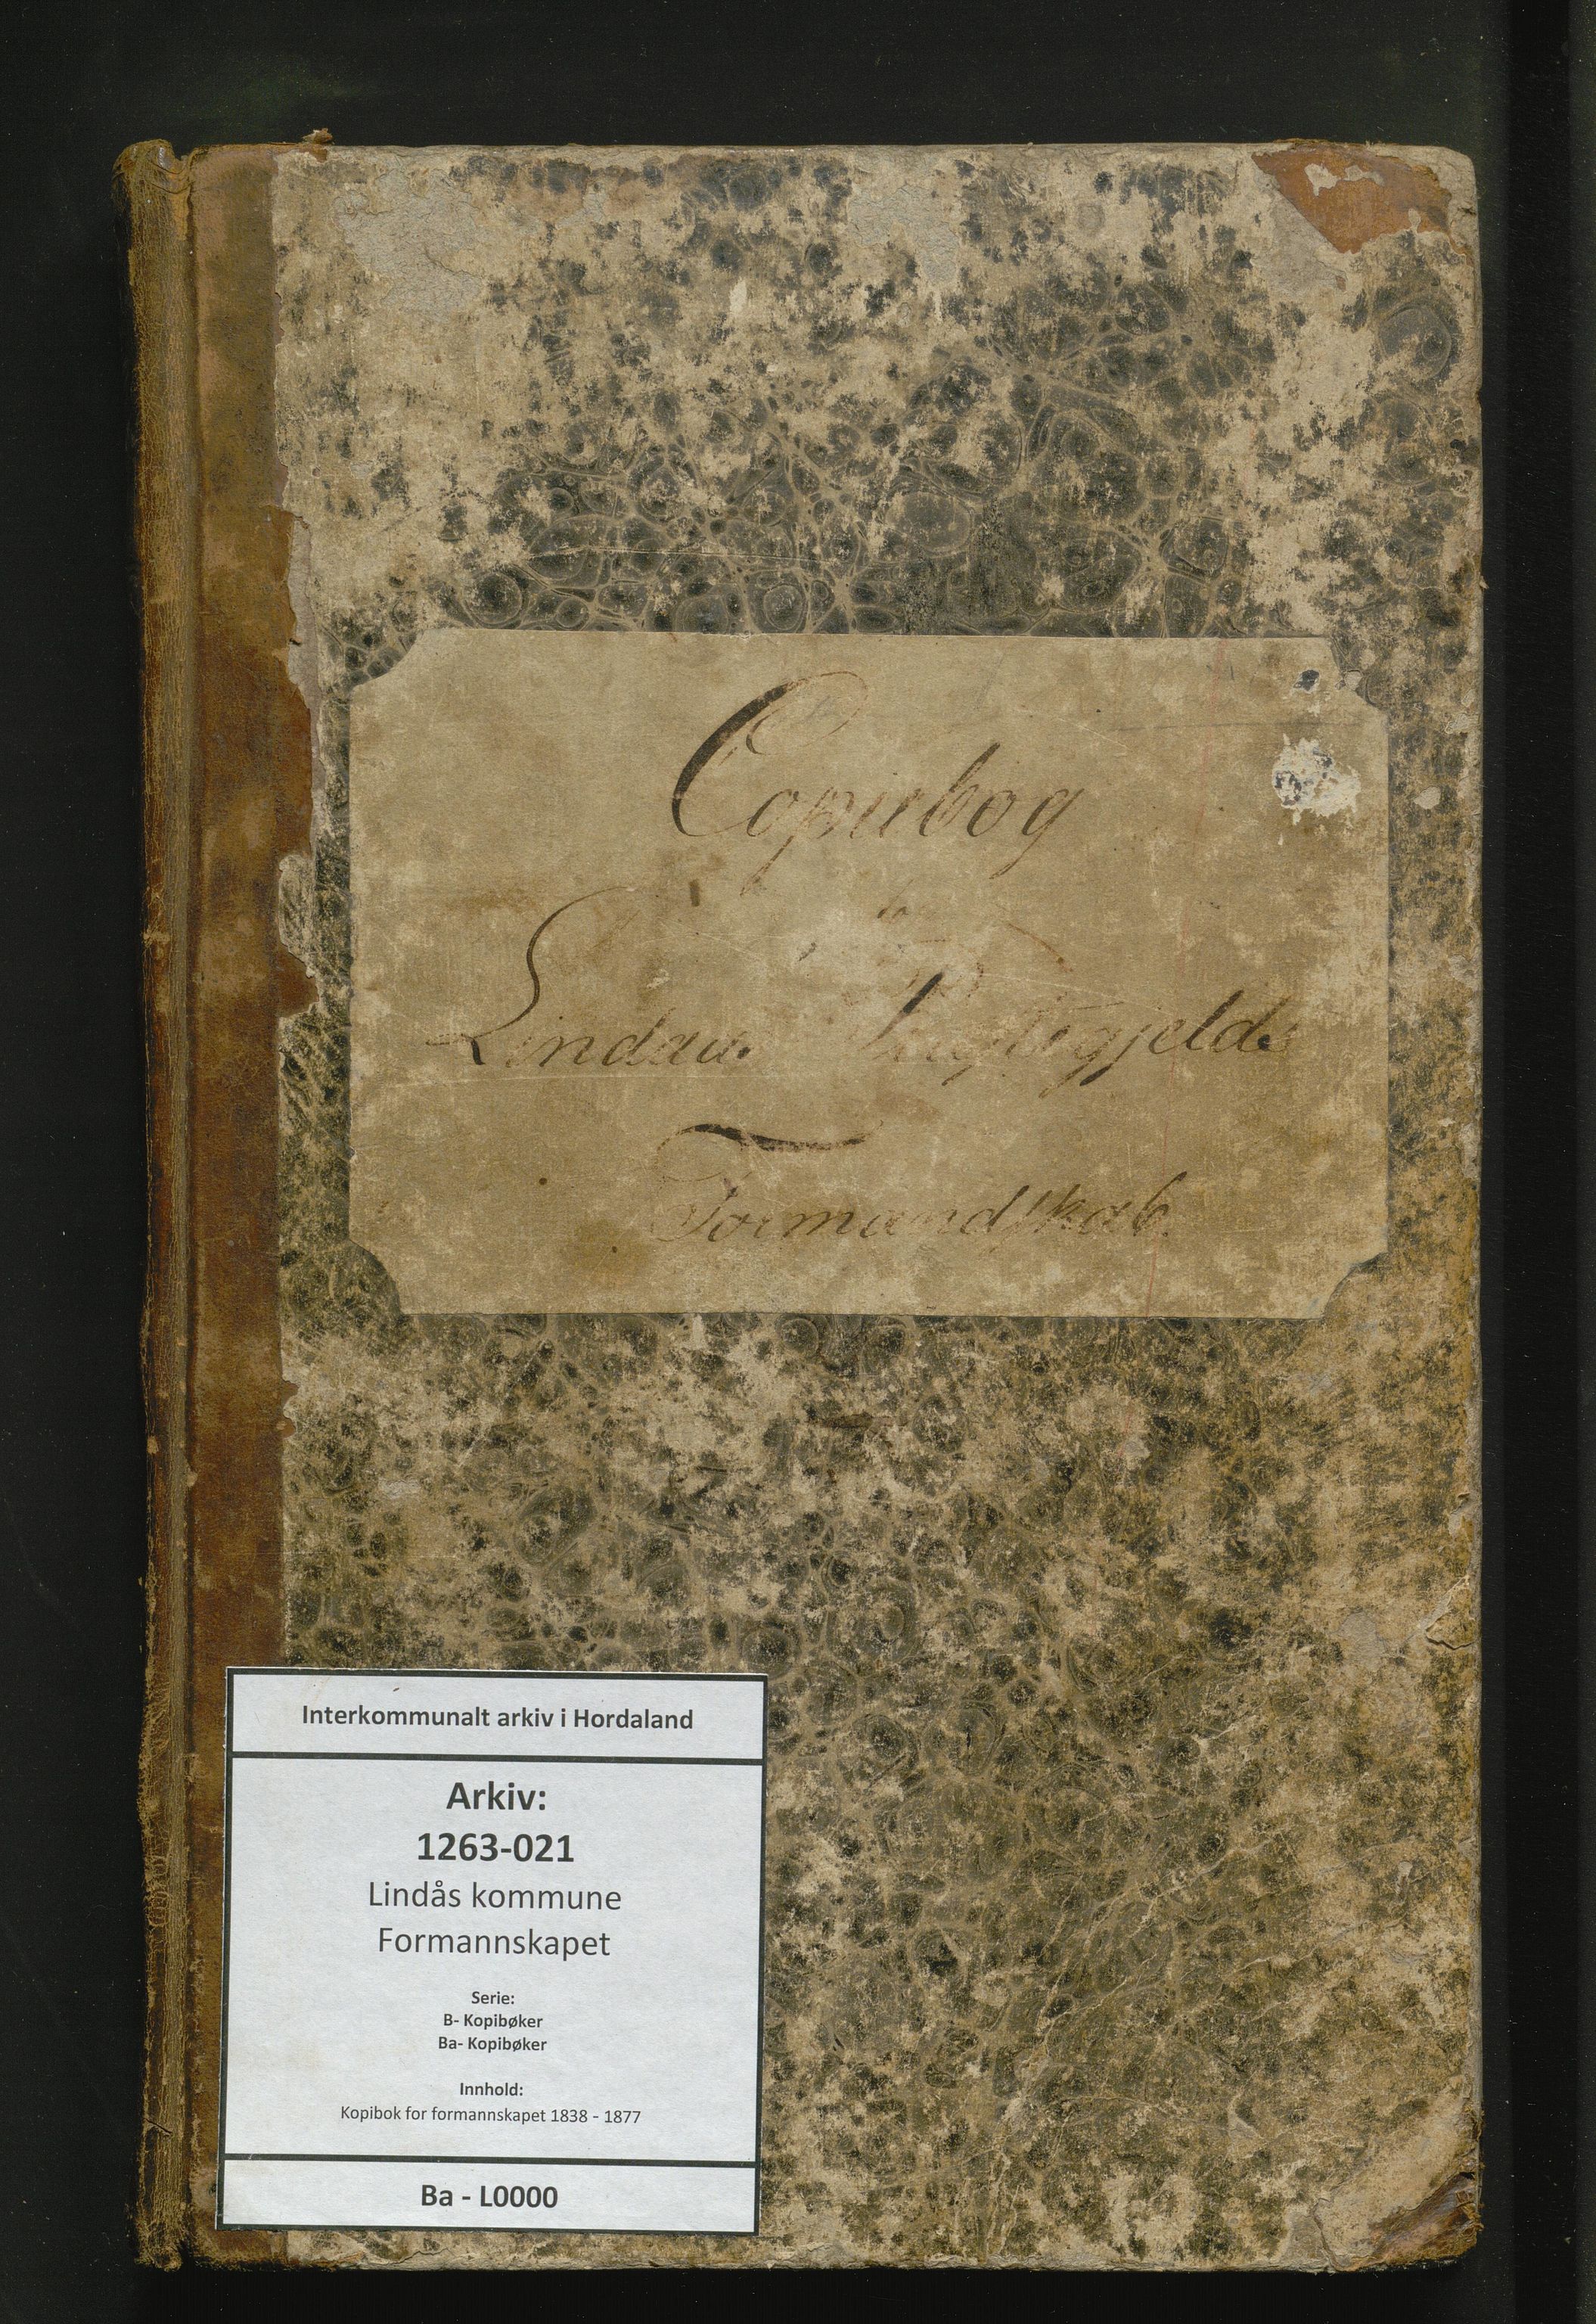 Copiebog
for
Lindaas Præstegjelds
Formandskab.
Interkommunalt arkiv i Hordaland
Arkiv:
1263-021
Lindås kommune
Formannskapet
Serie:
B- Kopibøker
Ba- Kopibøker
Innhold:
Kopibok for formannskapet 1838 - 1877
Ba - L0000